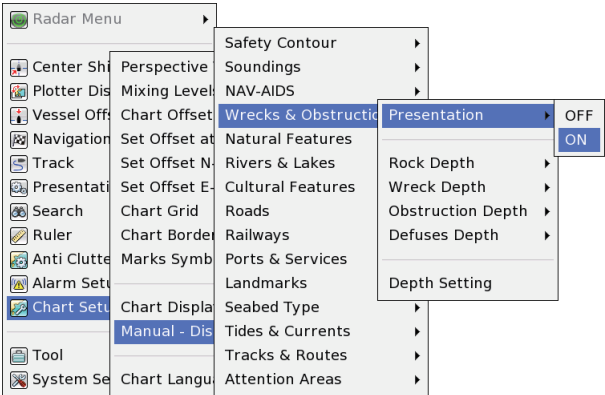 Radar Menu
Center Shi
Plotter Dis
Vessel Offs
Navigation
Track
Presentati
Search
Ruler
Anti Clutte
Alarm Setu
Chart Setu
Tool
System Se
Perspective
Mixing Levels
Chart Offset
Set Offset at
Set Offset N-
Set Offset E-
Chart Grid
Chart Border
Marks Symb
Chart Displa
Manual - Dis
Chart Langua
Safety Contour
Soundings
NAV-AIDS
Wrecks & Obstructio
Natural Features
Rivers & Lakes
Cultural Features
Roads
Railways
Ports & Services
Landmarks
Seabed Type
Tides & Currents
Tracks & Routes
Attention Areas
Presentation
Rock Depth
Wreck Depth
Obstruction Depth
Defuses Depth
Depth Setting
OFF
ON